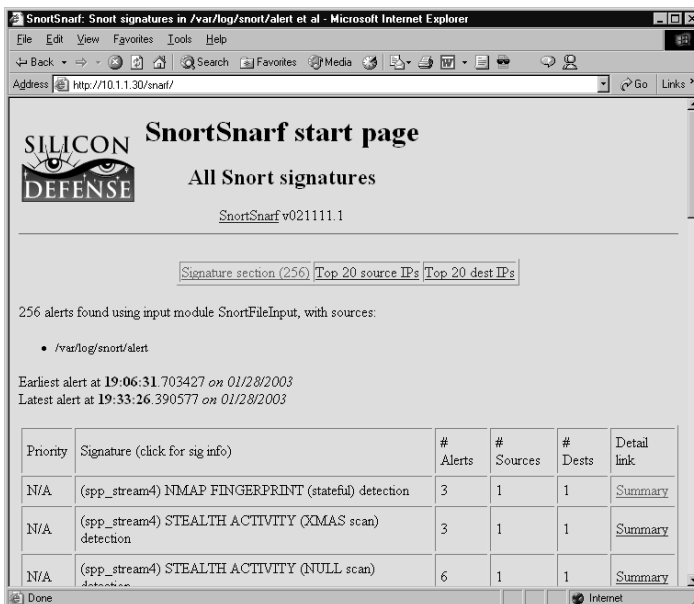 SnortSnarf: Snort signatures in /var/log/snort/alert et al - Microsoft Internet Explorer
File Edit View Favorites Tools Help
Back Search Favorites Media
Address http://10.1.1.30/snarf/ Go Links
SILICON
DEFENSE
SnortSnarf start page
All Snort signatures
SnortSnarf v021111.1
Signature section (256) Top 20 source IPs Top 20 dest IPs
256 alerts found using input module SnortFileInput, with sources:
• /var/log/snort/alert
Earliest alert at 19:06:31.703427 on 01/28/2003
Latest alert at 19:33:26.390577 on 01/28/2003
Priority Signature (click for sig info) # Alerts # Sources # Dests Detail link
N/A (spp_stream4) NMAP FINGERPRINT (stateful) detection 3 1 1 Summary
N/A (spp_stream4) STEALTH ACTIVITY (XMAS scan) detection 3 1 1 Summary
N/A (spp_stream4) STEALTH ACTIVITY (NULL scan) detection 6 1 1 Summary
Done Internet